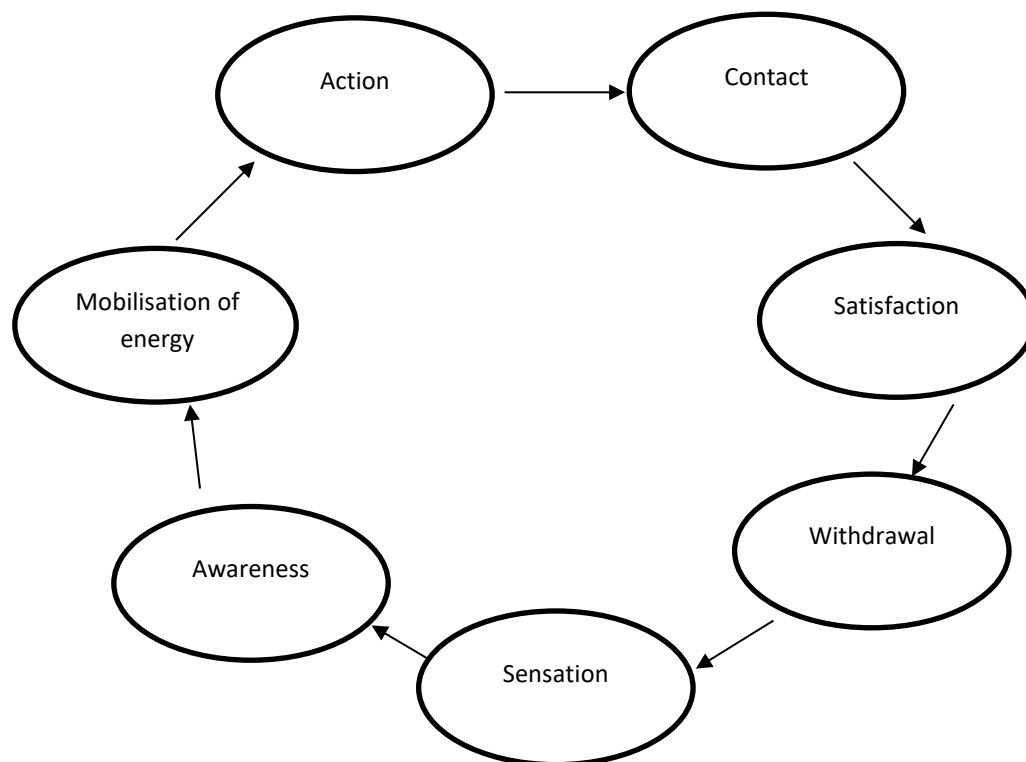 Action
Contact
Mobilisation of
energy
Satisfaction
Withdrawal
Awareness
Sensation